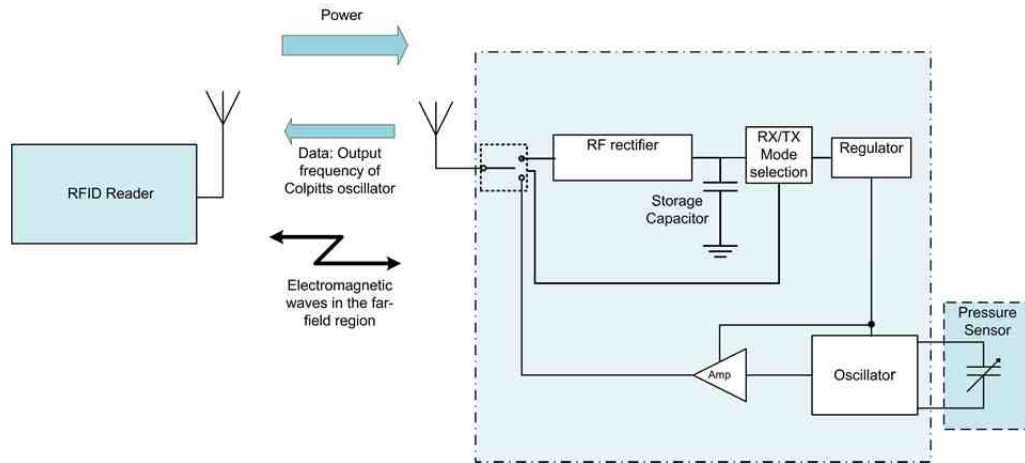 Power
Data: Output
frequency of
Colpitts oscillator
RFID Reader
Electromagnetic
waves in the far-
field region
RF rectifier
RX/TX
Mode
selection
Regulator
Storage
Capacitor
Pressure
Sensor
Amp
Oscillator